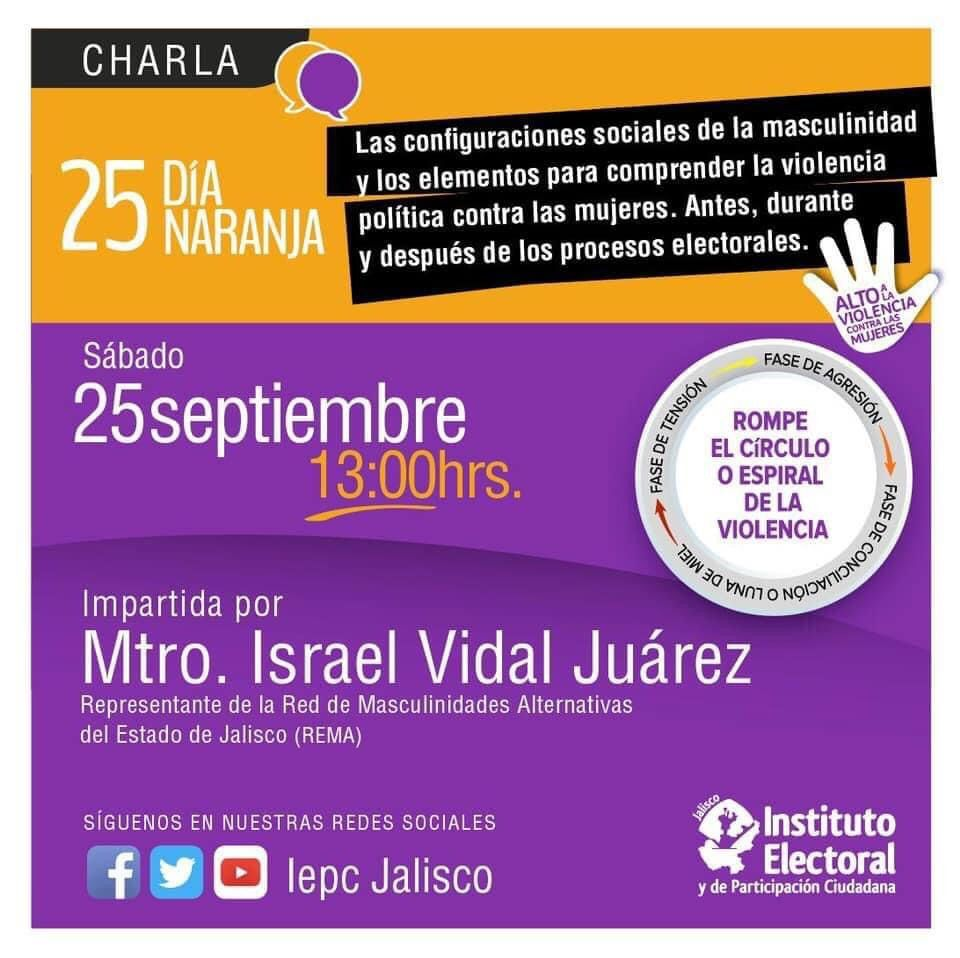 CHARLA
25 DÍA
NARANJA
Las configuraciones sociales de la masculinidad
y los elementos para comprender la violencia
política contra las mujeres. Antes, durante
y después de los procesos electorales.
ALTO A LA
VIOLENCIA
CONTRA LAS
MUJERES
Sábado
25septiembre
13:00hrs.
FASE DE TENSIÓN
FASE DE AGRESIÓN
FASE DE CONCILIACIÓN O LUNA DE MIEL
ROMPE
EL CÍRCULO
O ESPIRAL
DE LA
VIOLENCIA
Impartida por
Mtro. Israel Vidal Juárez
Representante de la Red de Masculinidades Alternativas
del Estado de Jalisco (REMA)
SÍGUENOS EN NUESTRAS REDES SOCIALES
Iepc Jalisco
Jalisco
Instituto
Electoral
y de Participación Ciudadana